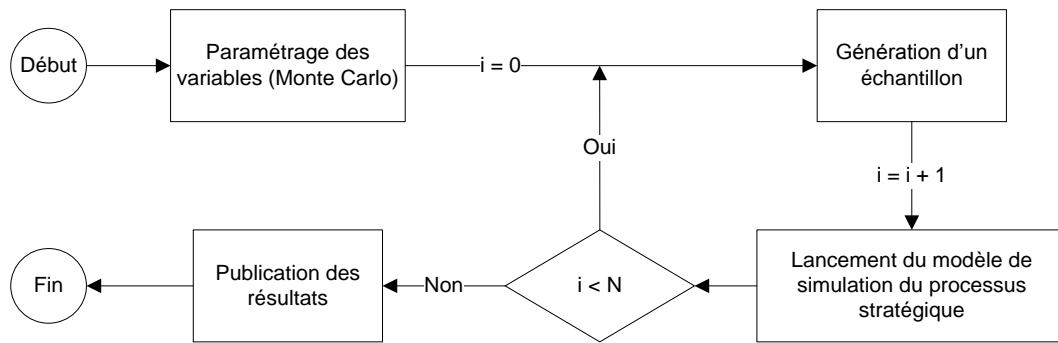 Début
Paramétrage des
variables (Monte Carlo)
i = 0
Génération d’un
échantillon
Oui
i = i + 1
Fin
Publication des
résultats
Non
i < N
Lancement du modèle de
simulation du processus
stratégique